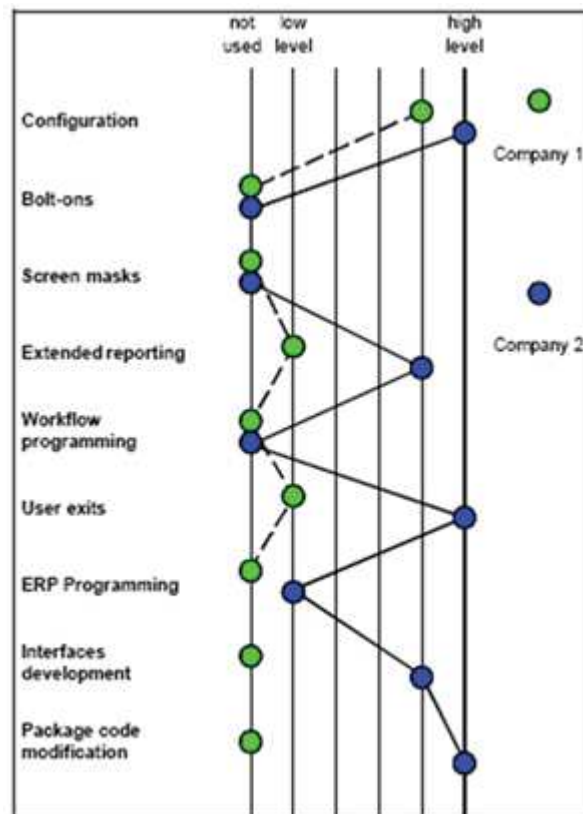 not low high
used level level
Configuration
Company 1
Bolt-ons
Screen masks
Extended reporting
Company 2
Workflow
programming
User exits
ERP Programming
Interfaces
development
Package code
modification